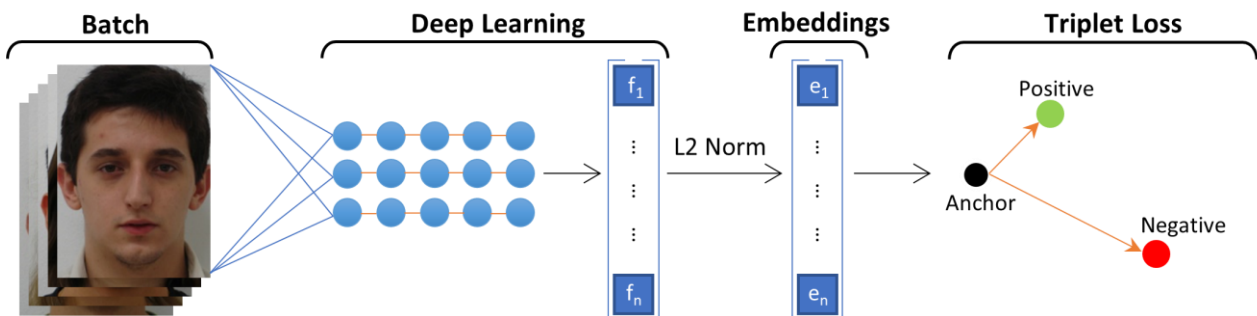 Batch
Deep Learning
Embeddings
Triplet Loss
f1
⋮
⋮
fn
L2 Norm
e1
⋮
⋮
en
Positive
Anchor
Negative